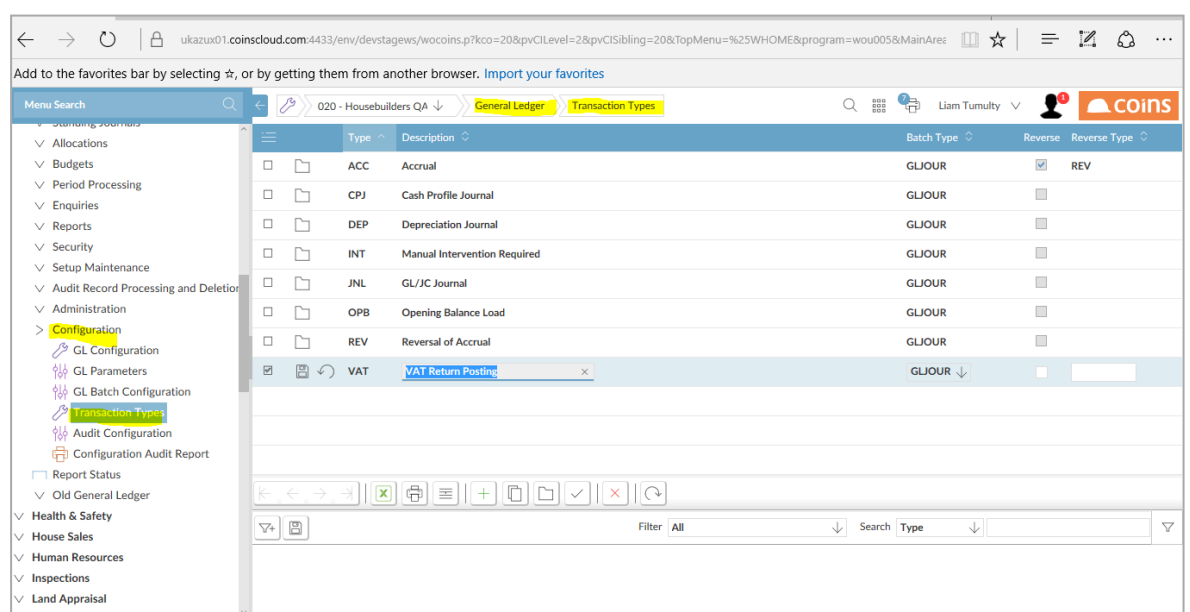 ukazux01.coinscloud.com:4433/env/devstagews/wocoins.p?kco=20&pvCILevel=2&pvCISibling=20&TopMenu=%25WHOME&program=wou005&MainArea
Add to the favorites bar by selecting ☆, or by getting them from another browser. Import your favorites
Menu Search
020 - Housebuilders QA
General Ledger
Transaction Types
7
Liam Tumulty
1
coins
Standing Journals
Allocations
Budgets
Period Processing
Enquiries
Reports
Security
Setup Maintenance
Audit Record Processing and Deletion
Administration
Configuration
GL Configuration
GL Parameters
GL Batch Configuration
Transaction Types
Audit Configuration
Configuration Audit Report
Report Status
Old General Ledger
Health & Safety
House Sales
Human Resources
Inspections
Land Appraisal
Type Description Batch Type Reverse Reverse Type
ACC Accrual GLJOUR REV
CPJ Cash Profile Journal GLJOUR
DEP Depreciation Journal GLJOUR
INT Manual Intervention Required GLJOUR
JNL GL/JC Journal GLJOUR
OPB Opening Balance Load GLJOUR
REV Reversal of Accrual GLJOUR
VAT VAT Return Posting GLJOUR
Filter All Search Type